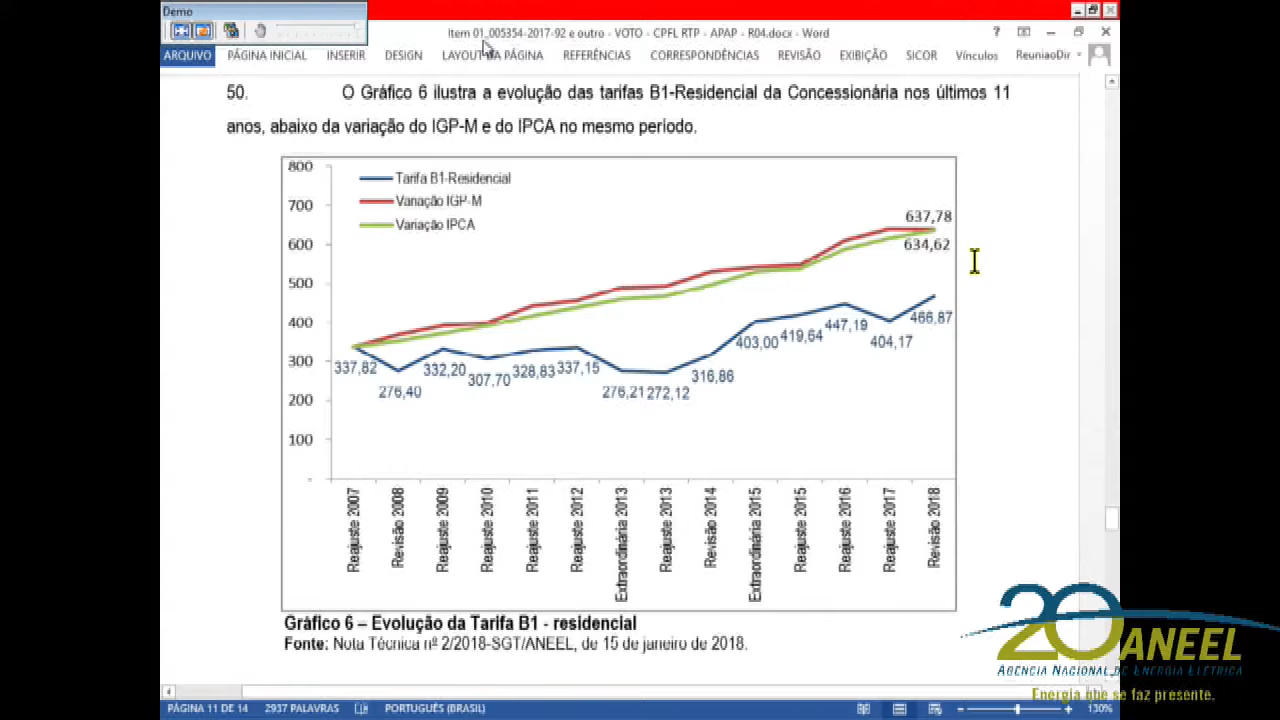 Demo
Item 01_005354-2017-92 e outro - VOTO - CPFL RTP - APAP - R04.docx - Word
ARQUIVO PÁGINA INICIAL INSERIR DESIGN LAYOUT DA PÁGINA REFERÊNCIAS CORRESPONDÊNCIAS REVISÃO EXIBIÇÃO SICOR Vínculos ReuniaoDir
50. O Gráfico 6 ilustra a evolução das tarifas B1-Residencial da Concessionária nos últimos 11
anos, abaixo da variação do IGP-M e do IPCA no mesmo período.
800
700
600
500
400
300
200
100
-
Tarifa B1-Residencial
Variação IGP-M
Variação IPCA
637,78
634,62
337,82
276,40
332,20
307,70
328,83
337,15
276,21
272,12
316,86
403,00
419,64
447,19
404,17
466,87
Reajuste 2007
Revisão 2008
Reajuste 2009
Reajuste 2010
Reajuste 2011
Reajuste 2012
Extraordinária 2013
Reajuste 2013
Revisão 2014
Extraordinária 2015
Reajuste 2015
Reajuste 2016
Reajuste 2017
Revisão 2018
Gráfico 6 – Evolução da Tarifa B1 - residencial
Fonte: Nota Técnica nº 2/2018-SGT/ANEEL, de 15 de janeiro de 2018.
20 ANEEL
AGÊNCIA NACIONAL DE ENERGIA ELÉTRICA
Energia que se faz presente.
PÁGINA 11 DE 14 2937 PALAVRAS PORTUGUÊS (BRASIL) 130%